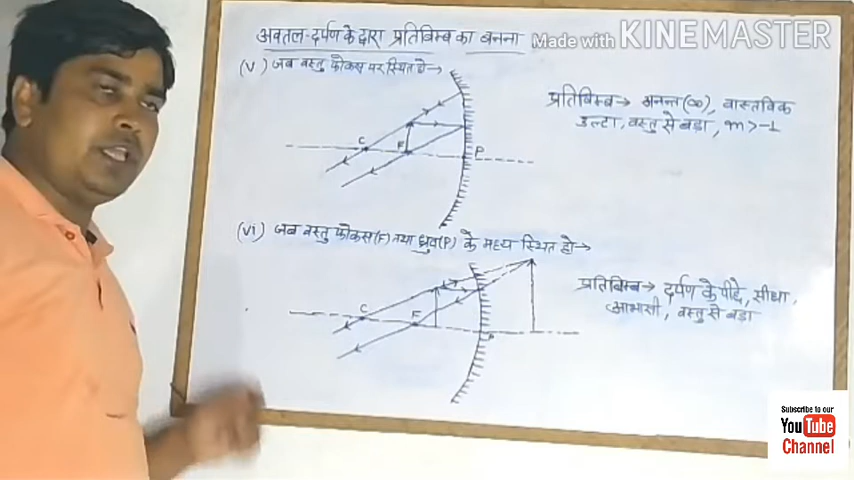 अवतल-दर्पण के द्वारा प्रतिबिम्ब का बनना
Made with KINEMASTER
(V) जब वस्तु फोकस पर स्थित हो→
प्रतिबिम्ब→ अनन्त(∞), वास्तविक
उल्टा, वस्तु से बड़ा, m>-1
C
F
P
(VI) जब वस्तु फोकस(F) तथा ध्रुव(P) के मध्य स्थित हो→
प्रतिबिम्ब→ दर्पण के पीछे, सीधा,
आभासी, वस्तु से बड़ा
C
F
P
Subscribe to our
YouTube
Channel